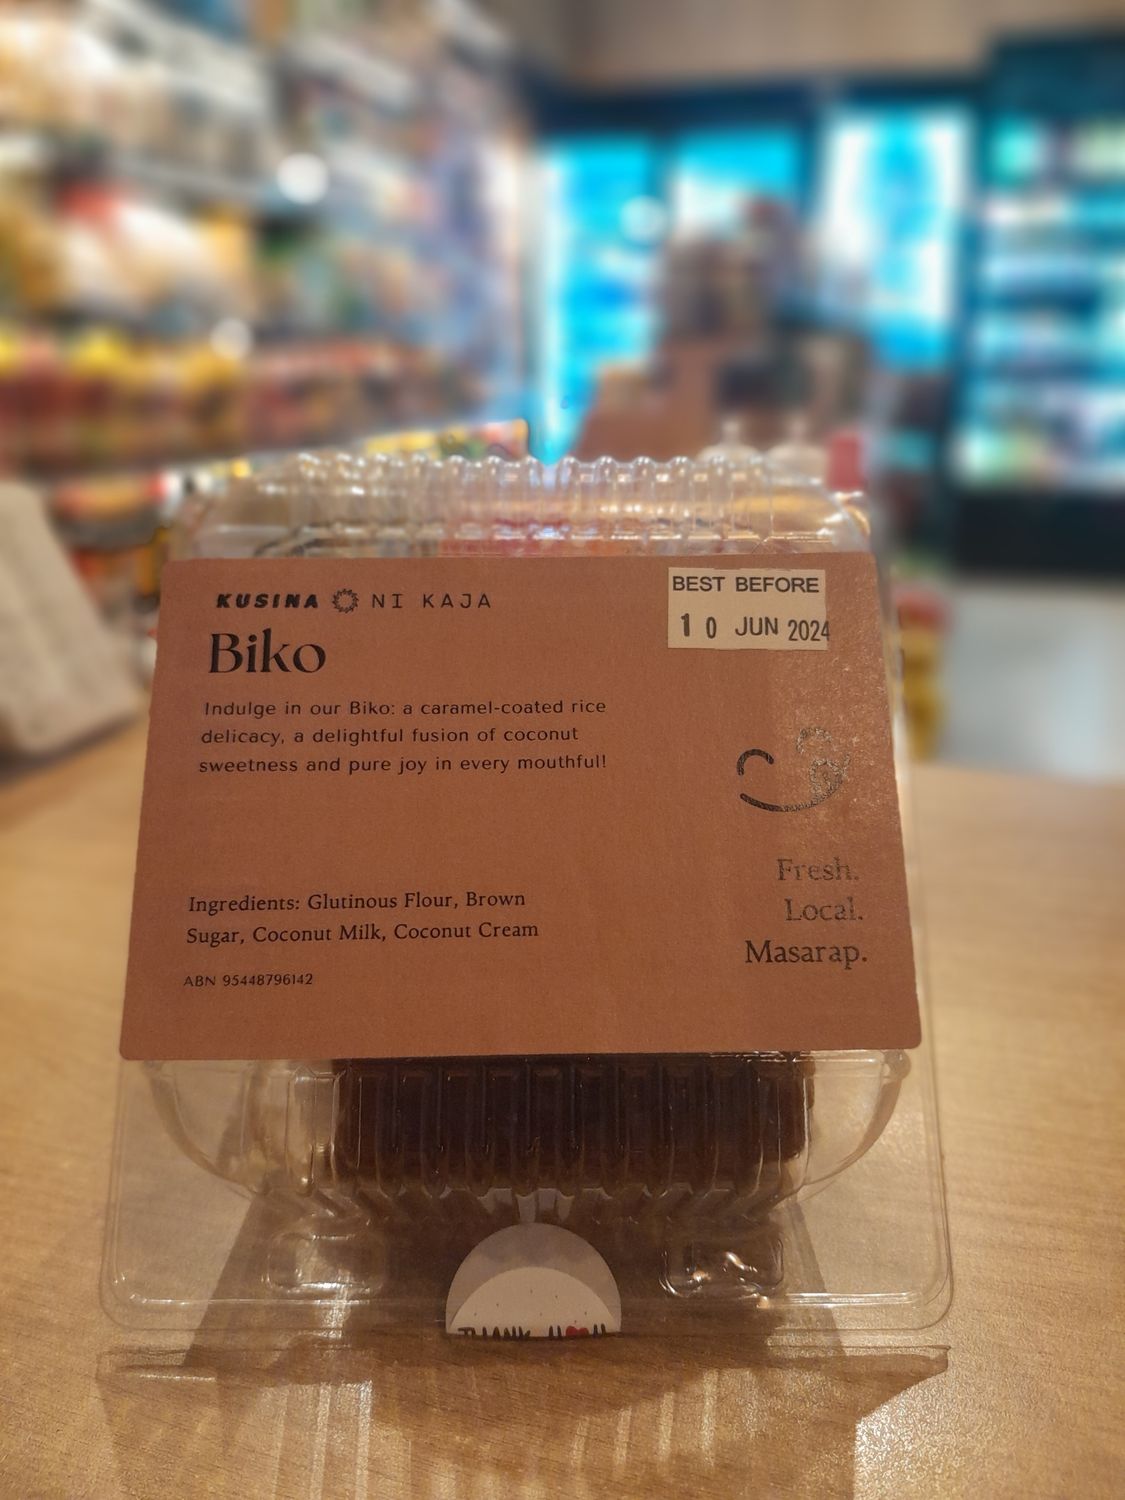 KUSINA NI KAJA
Biko
Indulge in our Biko: a caramel-coated rice
delicacy, a delightful fusion of coconut
sweetness and pure joy in every mouthful!
Ingredients: Glutinous Flour, Brown
Sugar, Coconut Milk, Coconut Cream
ABN 95448796142
BEST BEFORE
10 JUN 2024
Fresh.
Local.
Masarap.
THANK